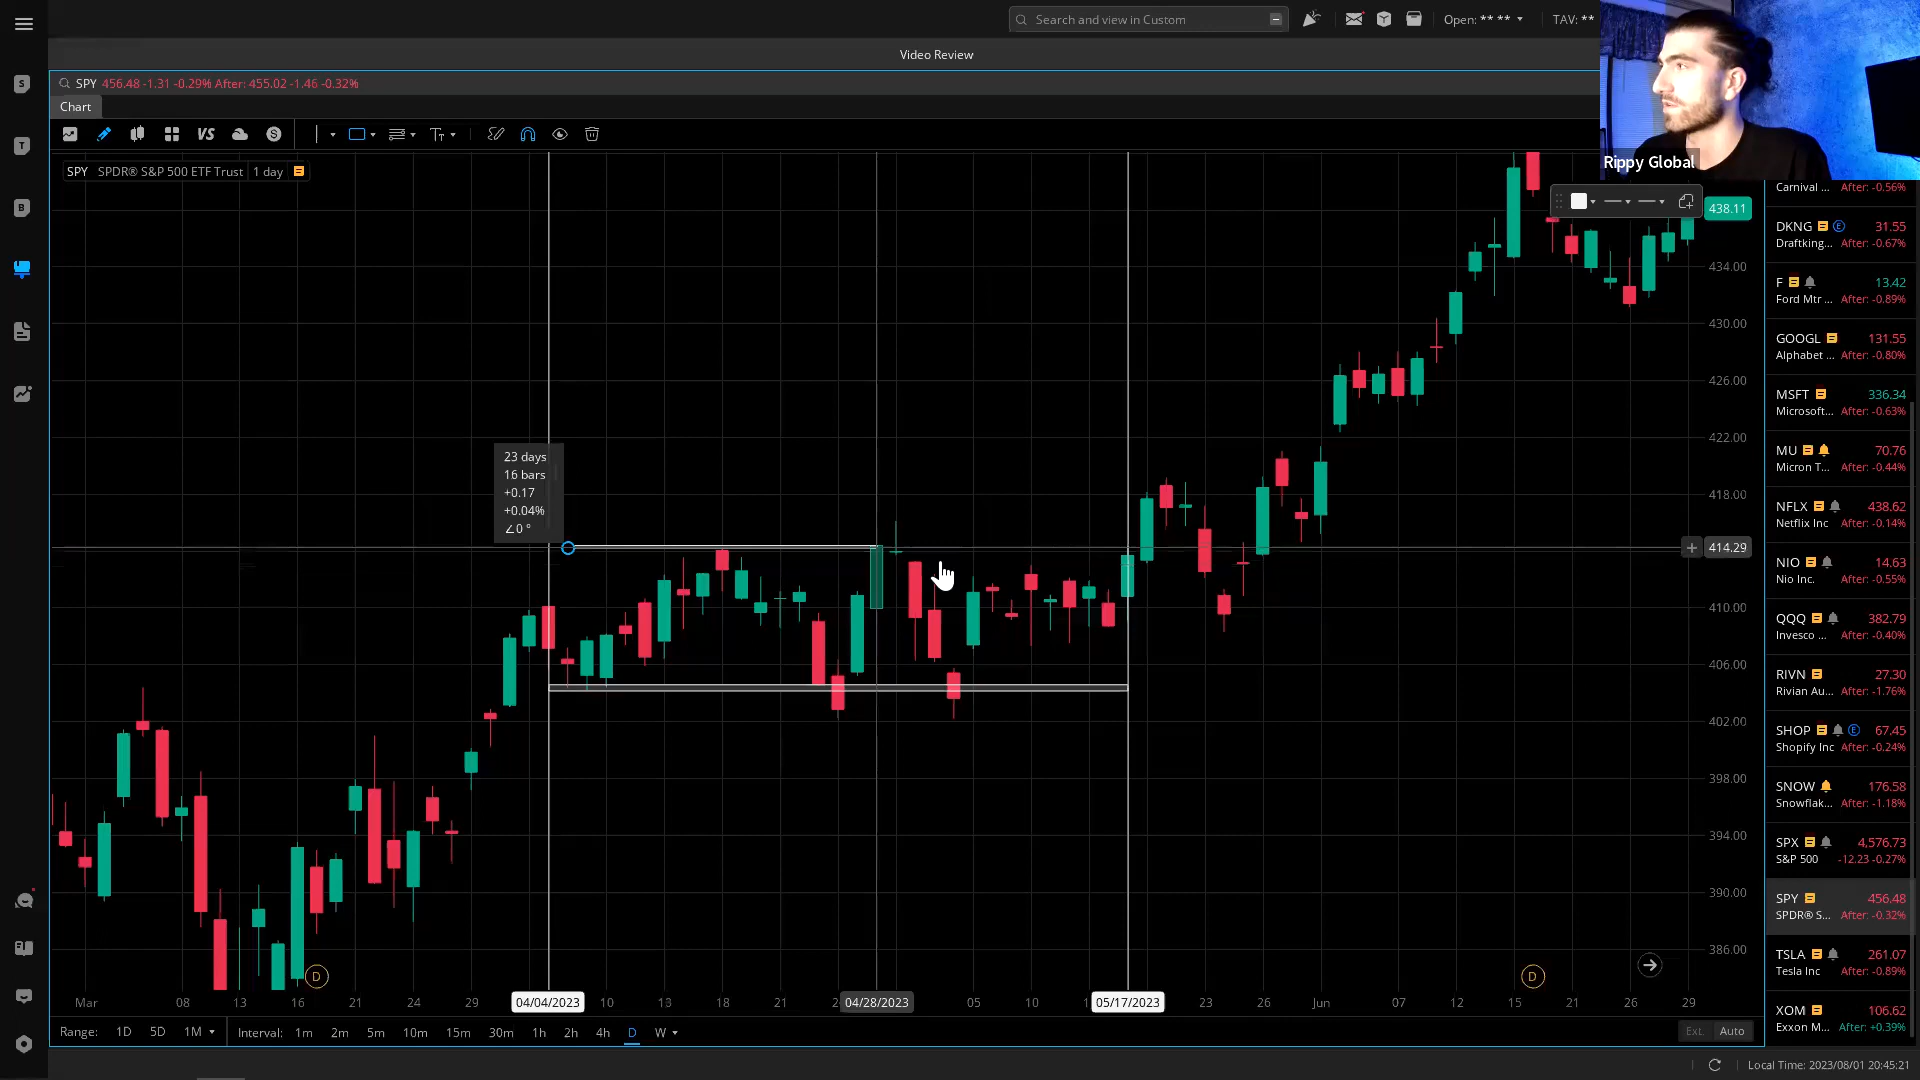 Search and view in Custom
Open: ** **
TAV: **
Video Review
SPY 456.48 -1.31 -0.29% After: 455.02 -1.46 -0.32%
Chart
VS
S
SPY SPDR® S&P 500 ETF Trust 1 day
Rippy Global
S
T
B
438.11
434.00
430.00
426.00
422.00
418.00
414.29
410.00
406.00
402.00
398.00
394.00
390.00
386.00
23 days
16 bars
+0.17
+0.04%
∠0 °
D
D
Mar 08 13 16 21 24 29 04/04/2023 10 13 18 21 04/28/2023 05 10 05/17/2023 23 26 Jun 07 12 15 21 26 29
Range: 1D 5D 1M Interval: 1m 2m 5m 10m 15m 30m 1h 2h 4h D W
Ext. Auto
Carnival ... After: -0.56%
DKNG E 31.55
Draftking... After: -0.67%
F 13.42
Ford Mtr ... After: -0.89%
GOOGL 131.55
Alphabet ... After: -0.80%
MSFT 336.34
Microsoft... After: -0.63%
MU 70.76
Micron T... After: -0.44%
NFLX 438.62
Netflix Inc After: -0.14%
NIO 14.63
Nio Inc. After: -0.55%
QQQ 382.79
Invesco ... After: -0.40%
RIVN 27.30
Rivian Au... After: -1.76%
SHOP E 67.45
Shopify Inc After: -0.24%
SNOW 176.58
Snowflak... After: -1.18%
SPX 4,576.73
S&P 500 -12.23 -0.27%
SPY 456.48
SPDR® S... After: -0.32%
TSLA 261.07
Tesla Inc After: -0.89%
XOM 106.62
Exxon M... After: +0.39%
Local Time: 2023/08/01 20:45:21